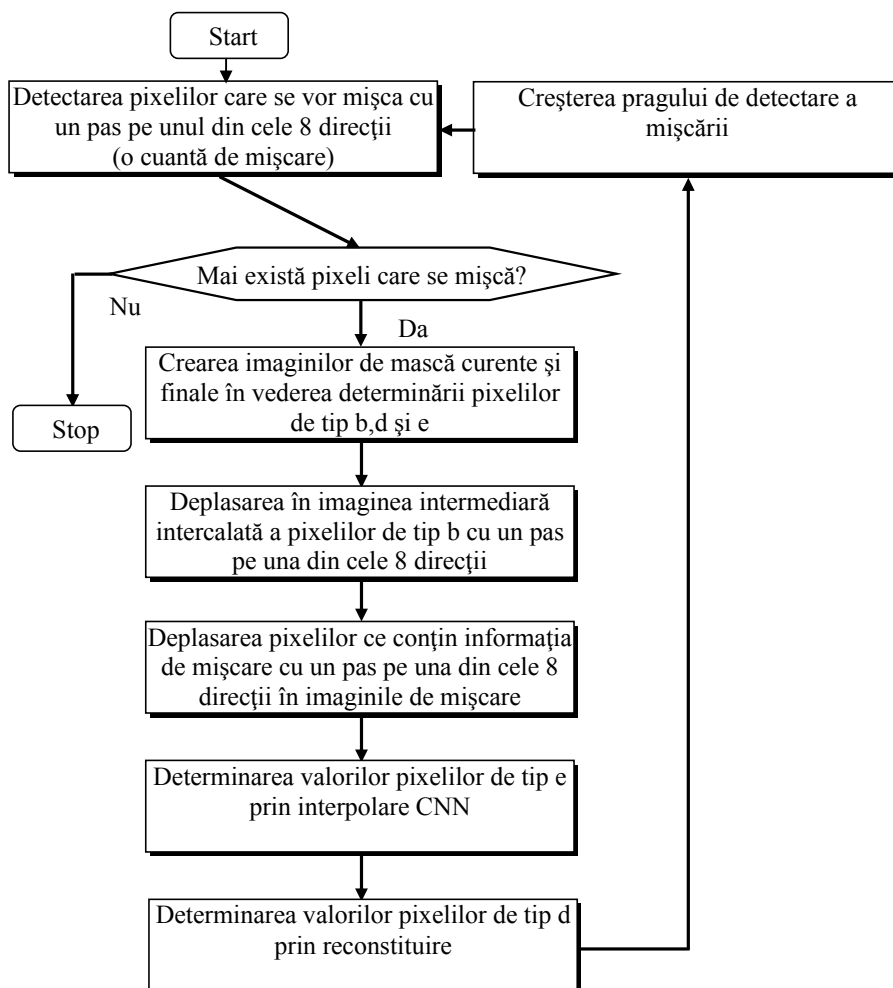 Start
Detectarea pixelilor care se vor mişca cu
un pas pe unul din cele 8 direcţii
(o cuantă de mişcare)
Creşterea pragului de detectare a
mişcării
Mai există pixeli care se mişcă?
Nu
Da
Stop
Crearea imaginilor de mască curente şi
finale în vederea determinării pixelilor
de tip b,d şi e
Deplasarea în imaginea intermediară
intercalată a pixelilor de tip b cu un pas
pe una din cele 8 direcţii
Deplasarea pixelilor ce conţin informaţia
de mişcare cu un pas pe una din cele 8
direcţii în imaginile de mişcare
Determinarea valorilor pixelilor de tip e
prin interpolare CNN
Determinarea valorilor pixelilor de tip d
prin reconstituire